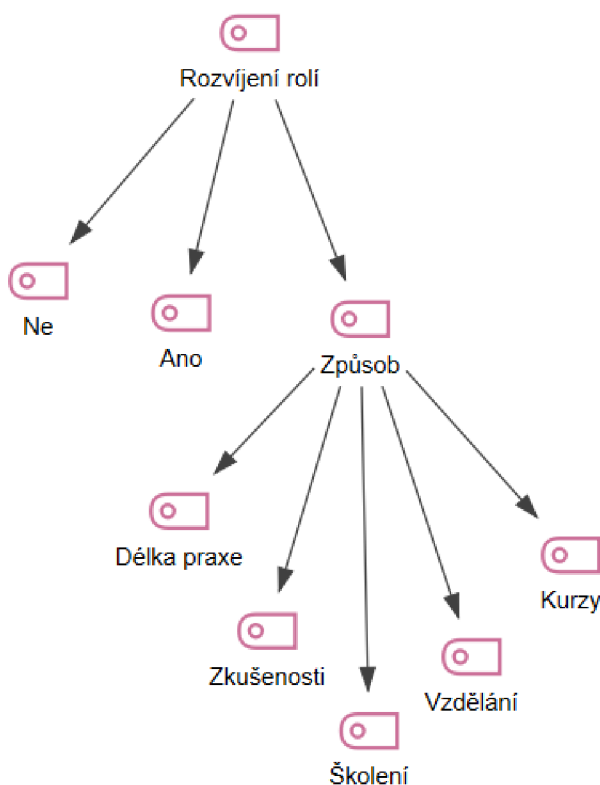 Rozvíjení rolí
Ne
Ano
Způsob
Délka praxe
Kurzy
Zkušenosti
Vzdělání
Školení